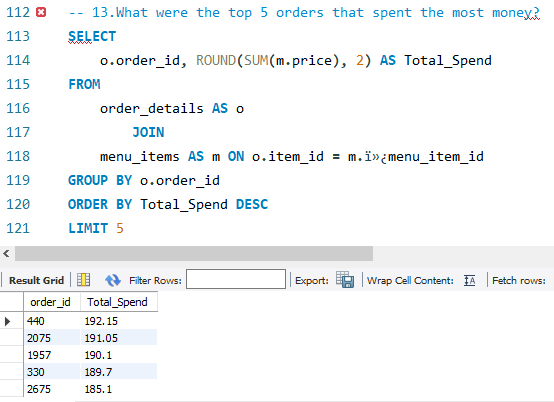 112 -- 13.What were the top 5 orders that spent the most money?
113 SELECT
114 o.order_id, ROUND(SUM(m.price), 2) AS Total_Spend
115 FROM
116 order_details AS o
117 JOIN
118 menu_items AS m ON o.item_id = m.ï»¿menu_item_id
119 GROUP BY o.order_id
120 ORDER BY Total_Spend DESC
121 LIMIT 5
Result Grid Filter Rows: Export: Wrap Cell Content: Fetch rows:
order_id Total_Spend
440 192.15
2075 191.05
1957 190.1
330 189.7
2675 185.1